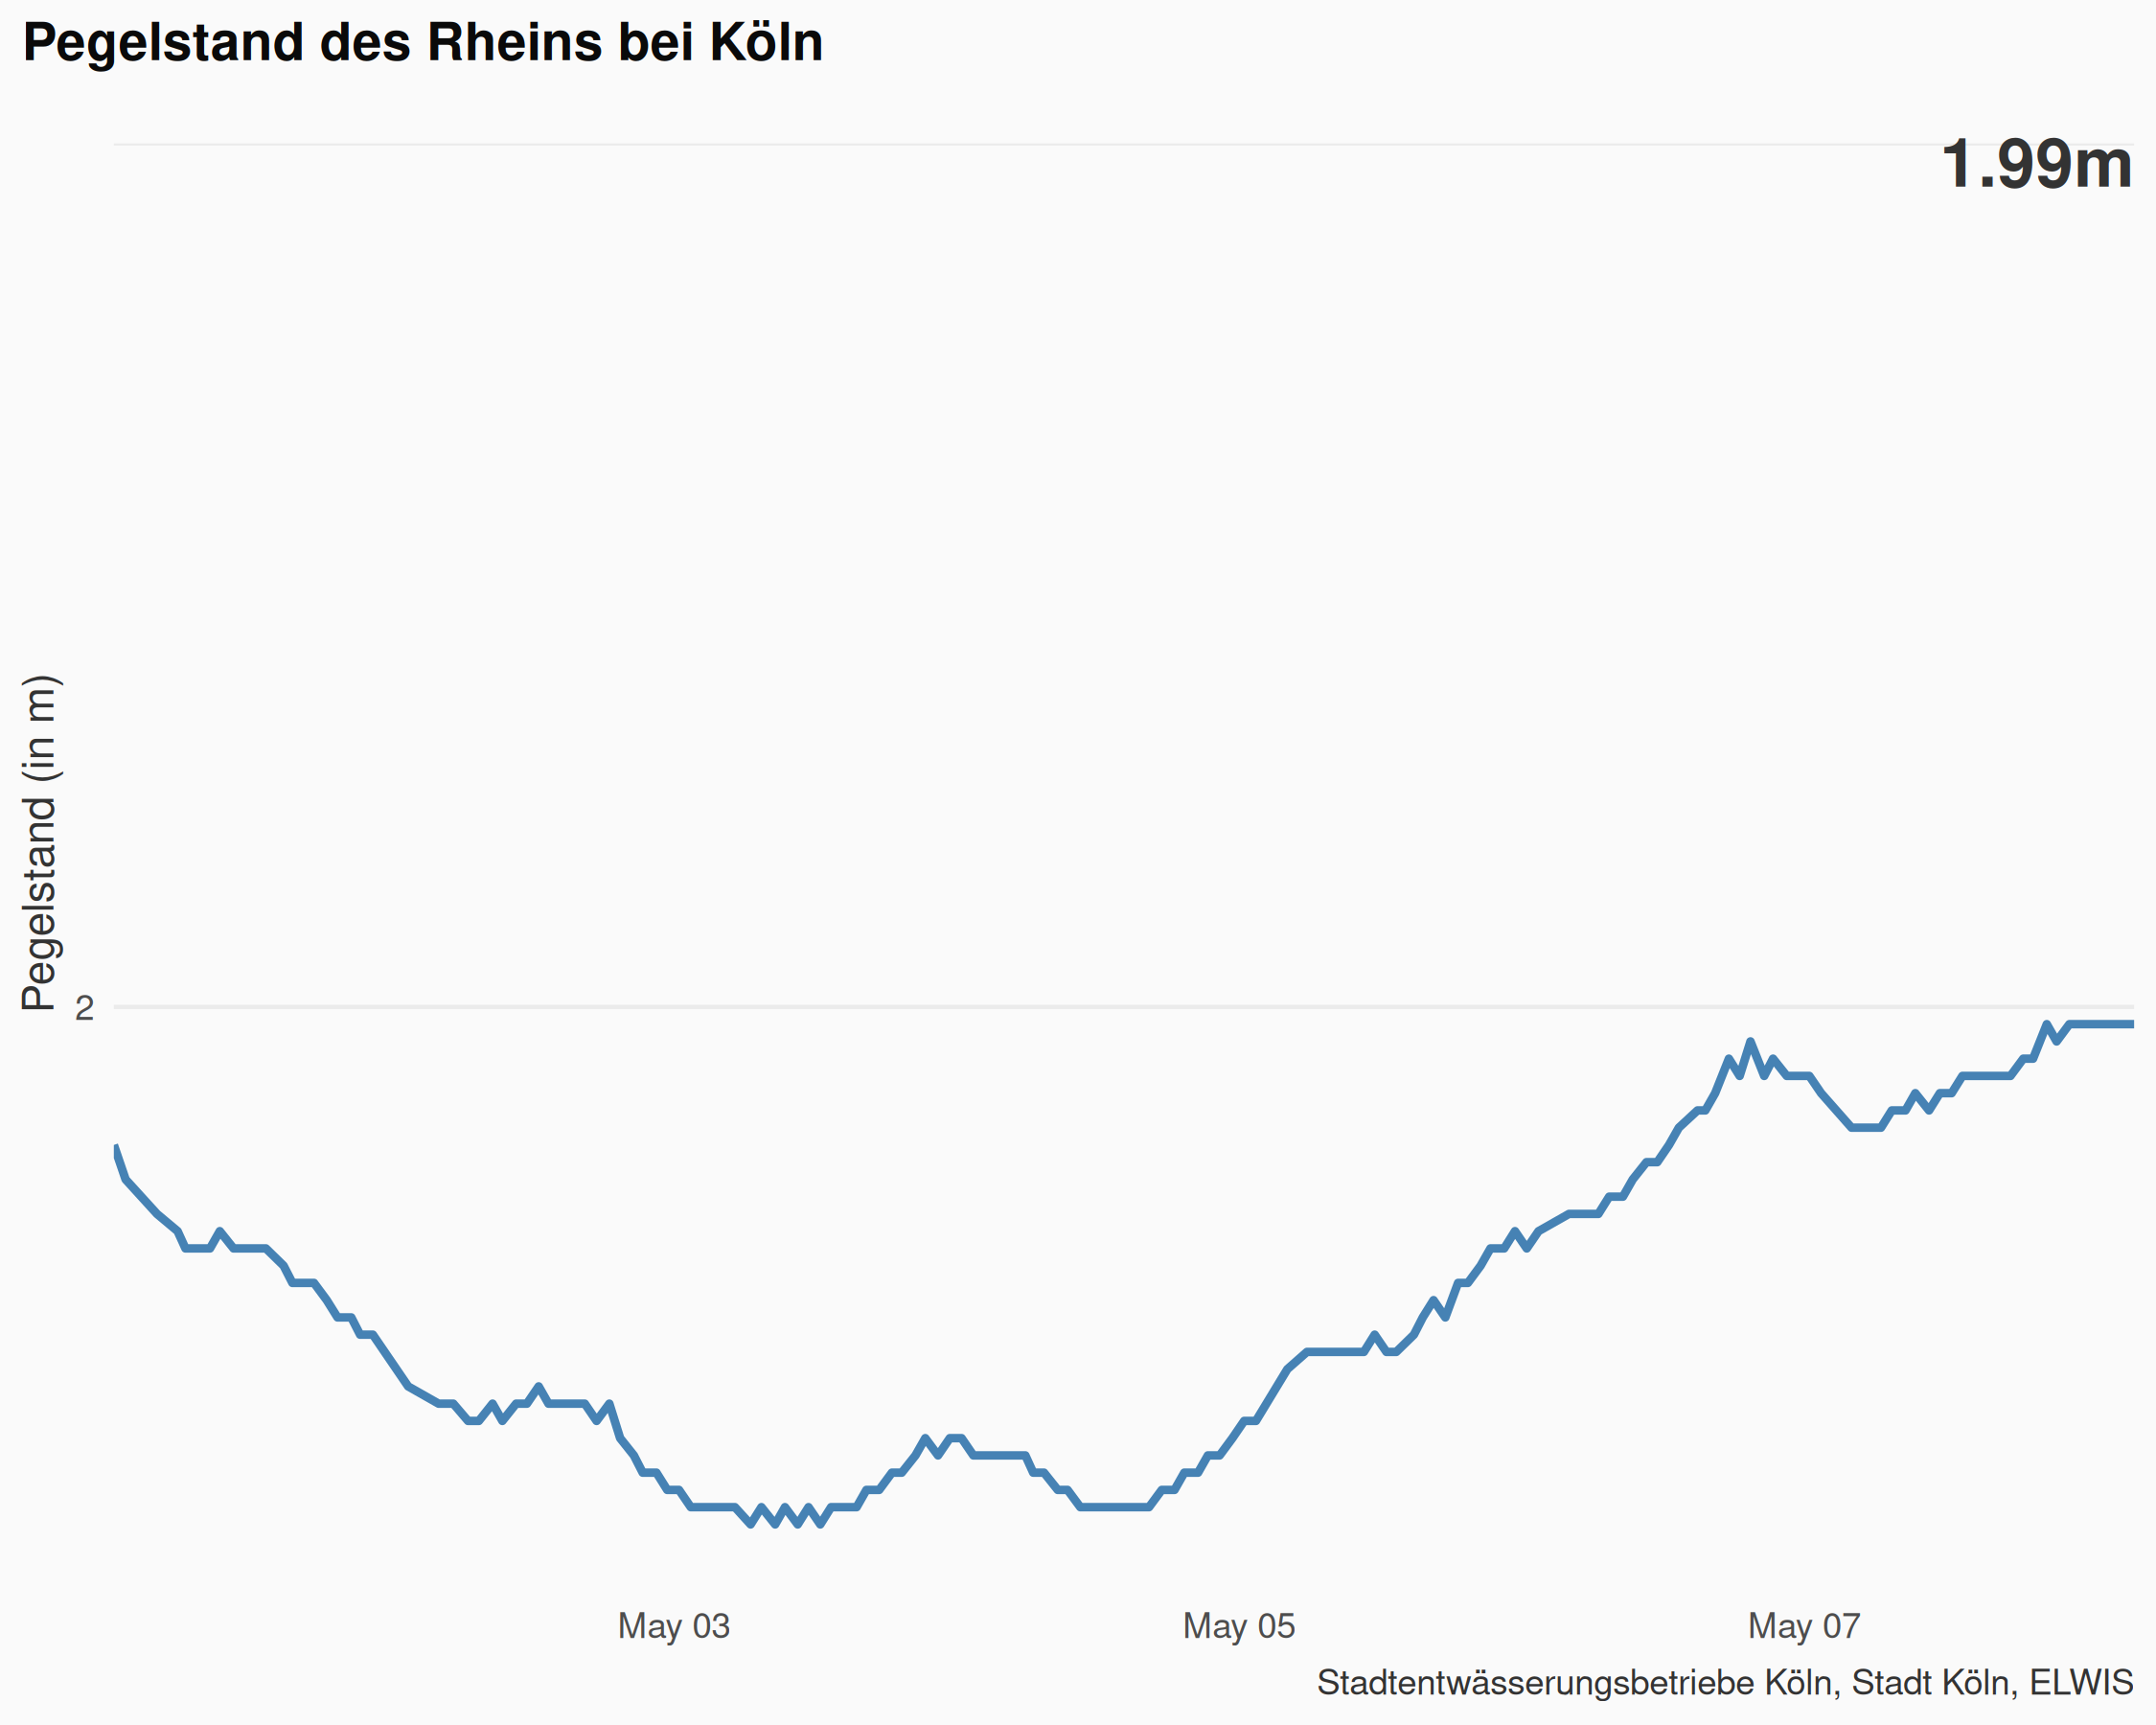 Pegelstand des Rheins bei Köln
1.99m
Pegelstand (in m)
2
May 03
May 05
May 07
Stadtentwässerungsbetriebe Köln, Stadt Köln, ELWIS